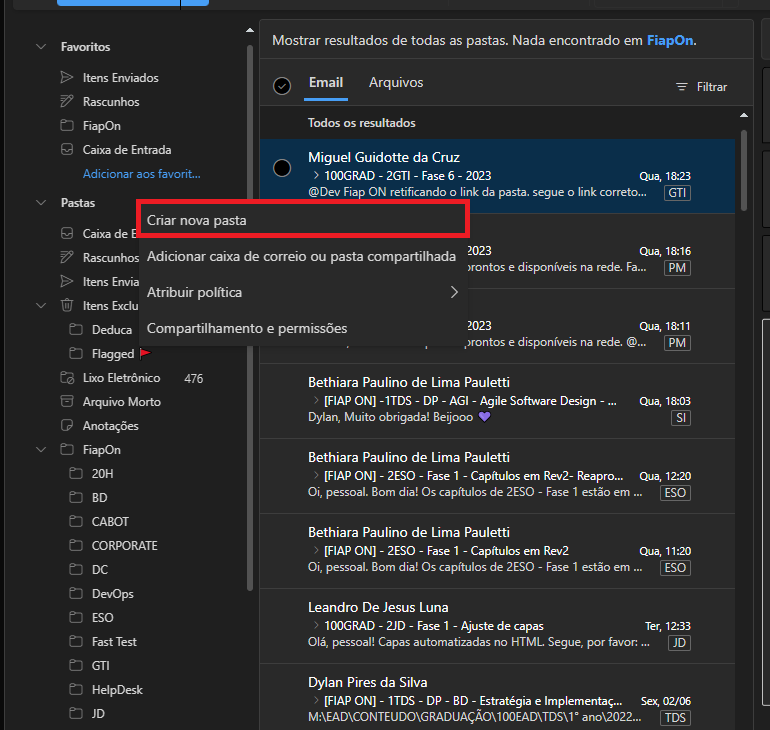 Favoritos
Itens Enviados
Rascunhos
FiapOn
Caixa de Entrada
Adicionar aos favorit...
Pastas
Caixa de E
Rascunhos
Itens Envia
Itens Exclu
Deduca
Flagged
Lixo Eletrônico 476
Arquivo Morto
Anotações
FiapOn
20H
BD
CABOT
CORPORATE
DC
DevOps
ESO
Fast Test
GTI
HelpDesk
JD
Criar nova pasta
Adicionar caixa de correio ou pasta compartilhada
Atribuir política
Compartilhamento e permissões
Mostrar resultados de todas as pastas. Nada encontrado em FiapOn.
Email Arquivos
Filtrar
Todos os resultados
Miguel Guidotte da Cruz
100GRAD - 2GTI - Fase 6 - 2023 Qua, 18:23
@Dev Fiap ON retificando o link da pasta. segue o link correto... GTI
2023 Qua, 18:16
prontos e disponíveis na rede. Fa... PM
2023 Qua, 18:11
prontos e disponíveis na rede. @... PM
Bethiara Paulino de Lima Pauletti
[FIAP ON] -1TDS - DP - AGI - Agile Software Design - ... Qua, 18:03
Dylan, Muito obrigada! Beijooo 💜 SI
Bethiara Paulino de Lima Pauletti
[FIAP ON] - 2ESO - Fase 1 - Capítulos em Rev2- Reapro... Qua, 12:20
Oi, pessoal. Bom dia! Os capítulos de 2ESO - Fase 1 estão em ... ESO
Bethiara Paulino de Lima Pauletti
[FIAP ON] - 2ESO - Fase 1 - Capítulos em Rev2 Qua, 11:20
Oi, pessoal. Bom dia! Os capítulos de 2ESO - Fase 1 estão em ... ESO
Leandro De Jesus Luna
100GRAD - 2JD - Fase 1 - Ajuste de capas Ter, 12:33
Olá, pessoal! Capas automatizadas no HTML. Segue, por favor: ... JD
Dylan Pires da Silva
[FIAP ON] - 1TDS - DP - BD - Estratégia e Implementaç... Sex, 02/06
M:\EAD\CONTEUDO\GRADUAÇÃO\100EAD\TDS\1° ano\2022... TDS